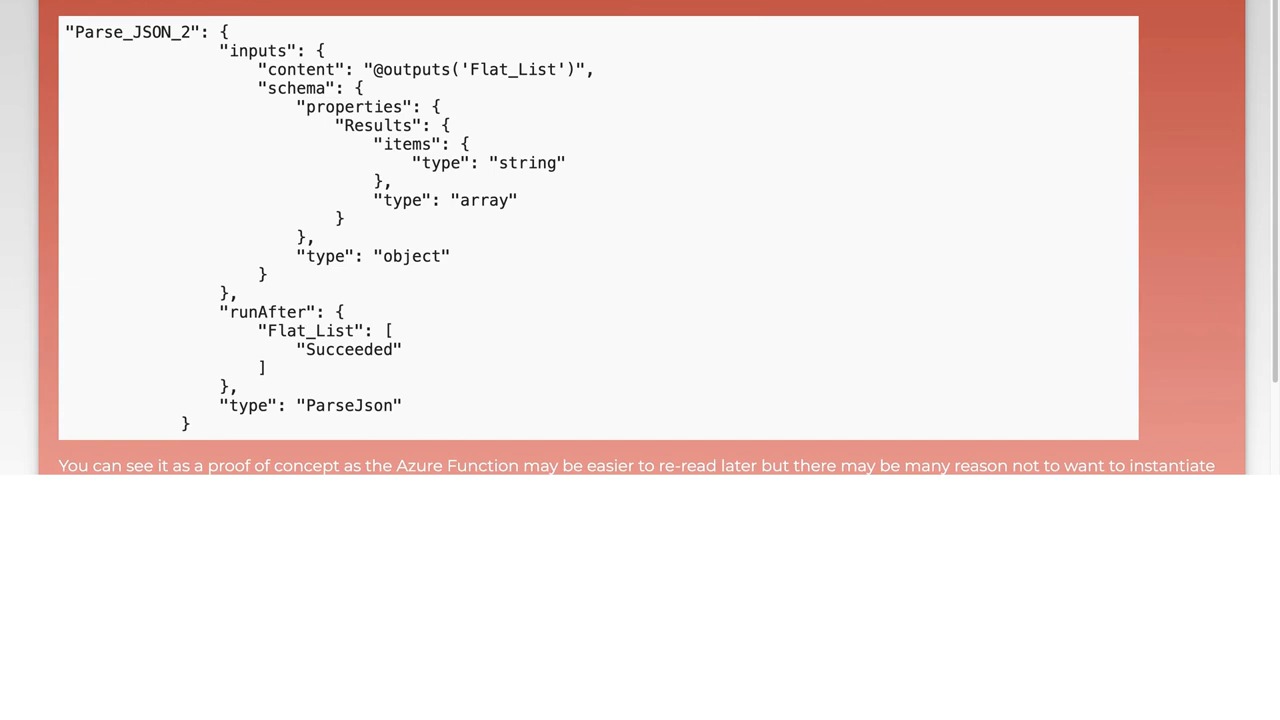 "Parse_JSON_2": {
                "inputs": {
                    "content": "@outputs('Flat_List')",
                    "schema": {
                        "properties": {
                            "Results": {
                                "items": {
                                    "type": "string"
                                },
                                "type": "array"
                            }
                        },
                        "type": "object"
                    }
                },
                "runAfter": {
                    "Flat_List": [
                        "Succeeded"
                    ]
                },
                "type": "ParseJson"
            }
You can see it as a proof of concept as the Azure Function may be easier to re-read later but there may be many reason not to want to instantiate